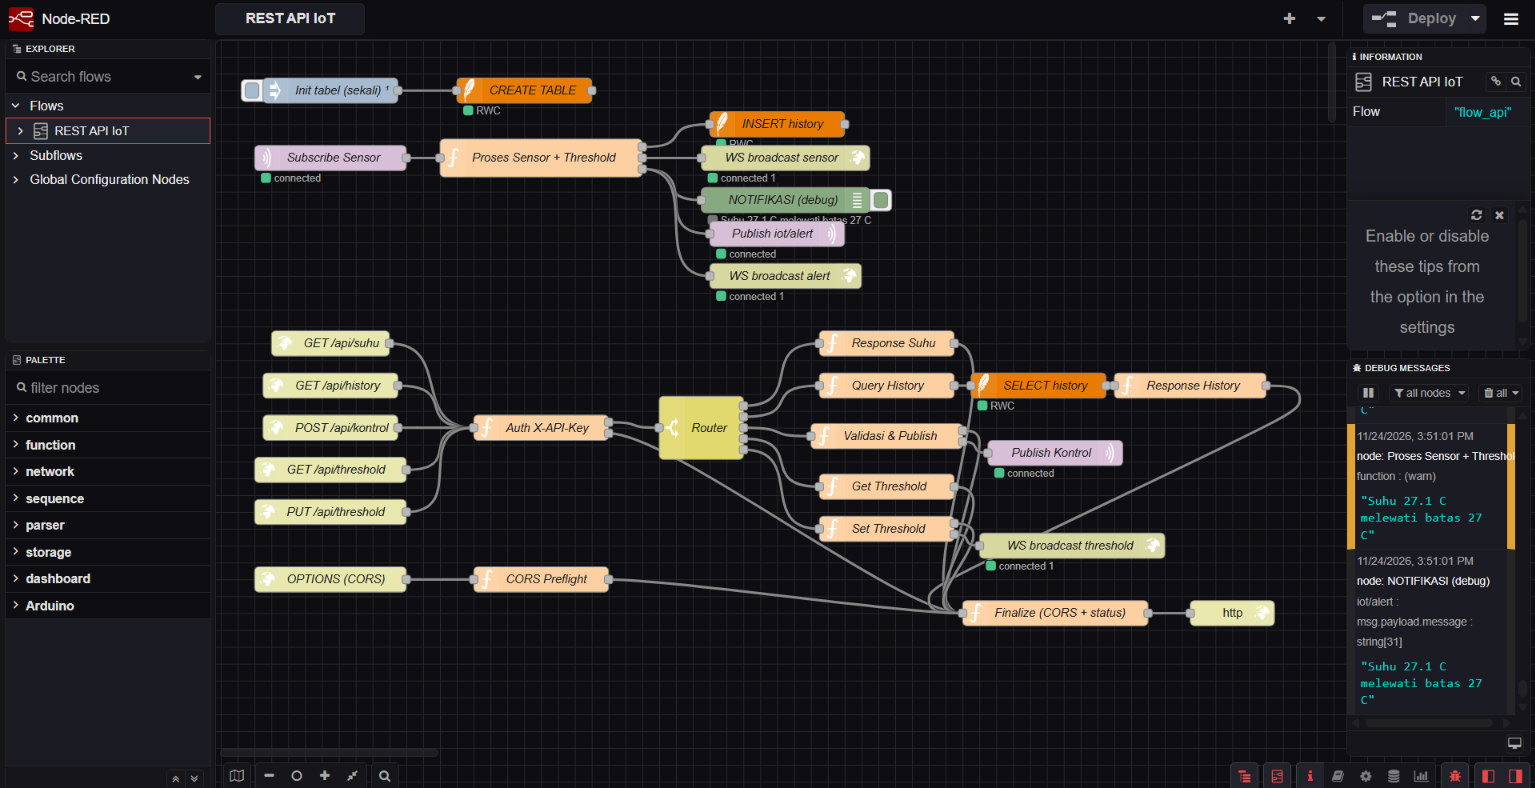 Node-RED
REST API IoT
Deploy
EXPLORER
Search flows
Flows
REST API IoT
Subflows
Global Configuration Nodes
PALETTE
filter nodes
common
function
network
sequence
parser
storage
dashboard
Arduino
Init tabel (sekali) ¹
CREATE TABLE
RWC
INSERT history
RWC
Subscribe Sensor
connected
Proses Sensor + Threshold
WS broadcast sensor
connected 1
NOTIFIKASI (debug)
Suhu 27.1 C melewati batas 27 C
Publish iot/alert
connected
WS broadcast alert
connected 1
GET /api/suhu
GET /api/history
POST /api/kontrol
GET /api/threshold
PUT /api/threshold
OPTIONS (CORS)
Auth X-API-Key
CORS Preflight
Router
Response Suhu
Query History
SELECT history
RWC
Response History
Validasi & Publish
Publish Kontrol
connected
Get Threshold
Set Threshold
WS broadcast threshold
connected 1
Finalize (CORS + status)
http
INFORMATION
REST API IoT
Flow
"flow_api"
Enable or disable
these tips from
the option in the
settings
DEBUG MESSAGES
all nodes
all
C"
11/24/2026, 3:51:01 PM
node: Proses Sensor + Threshol
function : (warn)
"Suhu 27.1 C
melewati batas 27
C"
11/24/2026, 3:51:01 PM
node: NOTIFIKASI (debug)
iot/alert :
msg.payload.message :
string[31]
"Suhu 27.1 C
melewati batas 27
C"